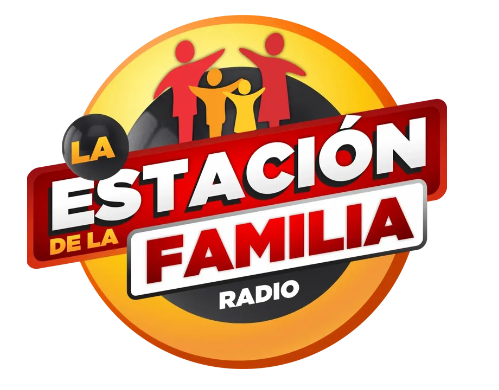 LA
ESTACIÓN
DE LA
FAMILIA
RADIO